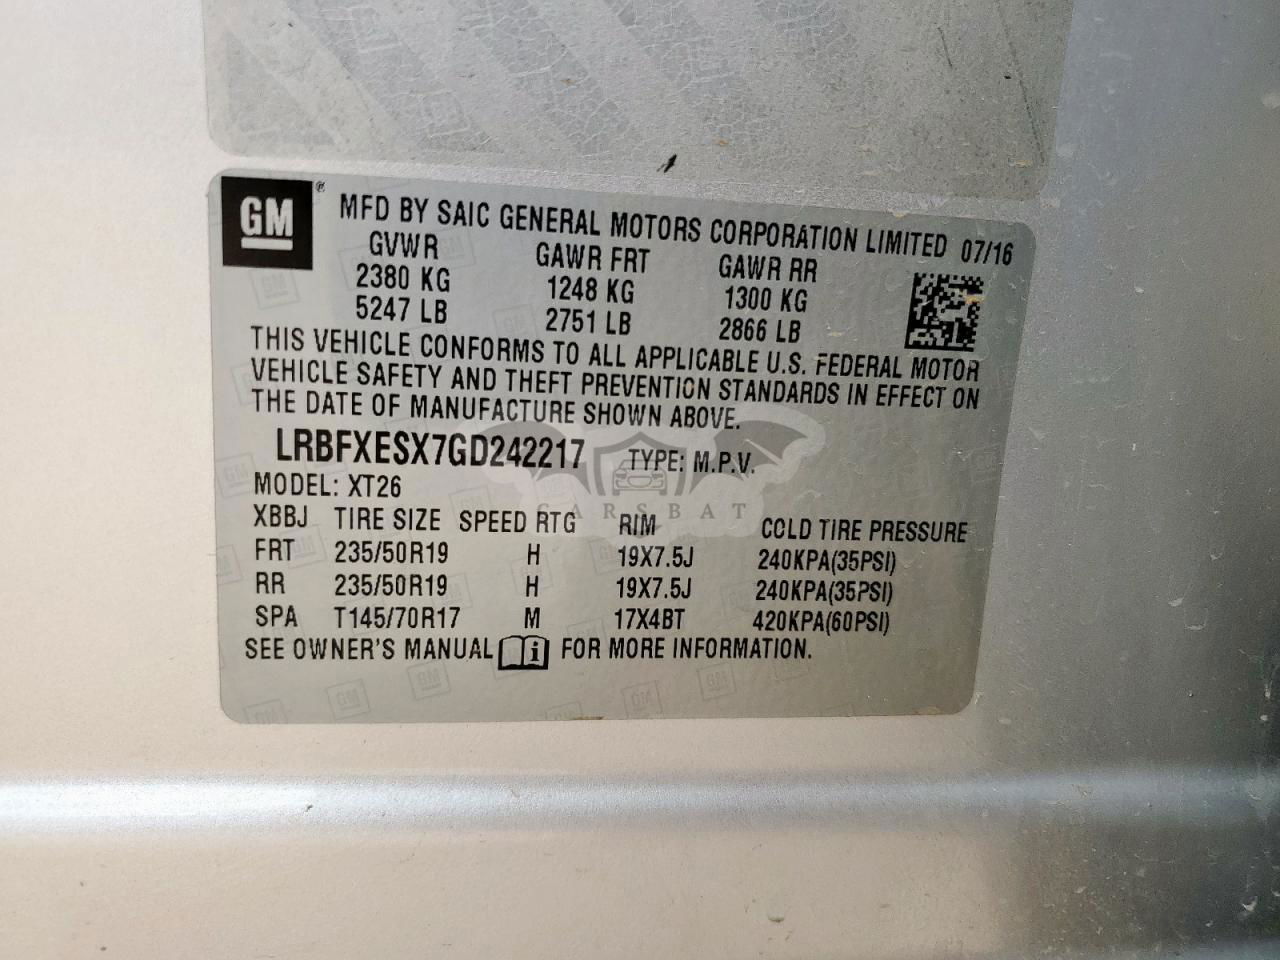 GM ® MFD BY SAIC GENERAL MOTORS CORPORATION LIMITED 07/16
GVWR GAWR FRT GAWR RR
2380 KG 1248 KG 1300 KG
5247 LB 2751 LB 2866 LB
THIS VEHICLE CONFORMS TO ALL APPLICABLE U.S. FEDERAL MOTOR
VEHICLE SAFETY AND THEFT PREVENTION STANDARDS IN EFFECT ON
THE DATE OF MANUFACTURE SHOWN ABOVE.
LRBFXESX7GD242217 TYPE: M.P.V.
MODEL: XT26
CARSBAT
XBBJ TIRE SIZE SPEED RTG RIM COLD TIRE PRESSURE
FRT 235/50R19 H 19X7.5J 240KPA(35PSI)
RR 235/50R19 H 19X7.5J 240KPA(35PSI)
SPA T145/70R17 M 17X4BT 420KPA(60PSI)
SEE OWNER'S MANUAL i FOR MORE INFORMATION.